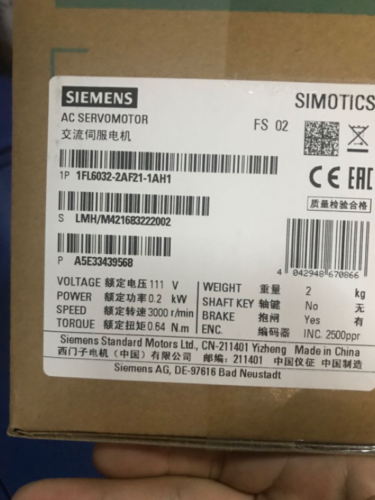 SIEMENS
SIMOTICS
AC SERVOMOTOR
交流伺服电机
FS 02
1P 1FL6032-2AF21-1AH1
CE EAC
质量检验合格
S LMH/M421683222002
P A5E33439568
4 042948 670866
VOLTAGE 额定电压 111 V
POWER 额定功率 0.2 kW
SPEED 额定转速 3000 r/min
TORQUE 额定扭矩 0.64 N.m
WEIGHT 重量 2 kg
SHAFT KEY 轴键 No 无
BRAKE 抱闸 Yes 有
ENC. 编码器 INC. 2500ppr
Siemens Standard Motors Ltd., CN-211401 Yizheng Made in China
西门子电机（中国）有限公司 邮编：211401 中国仪征 中国制造
Siemens AG, DE-97616 Bad Neustadt